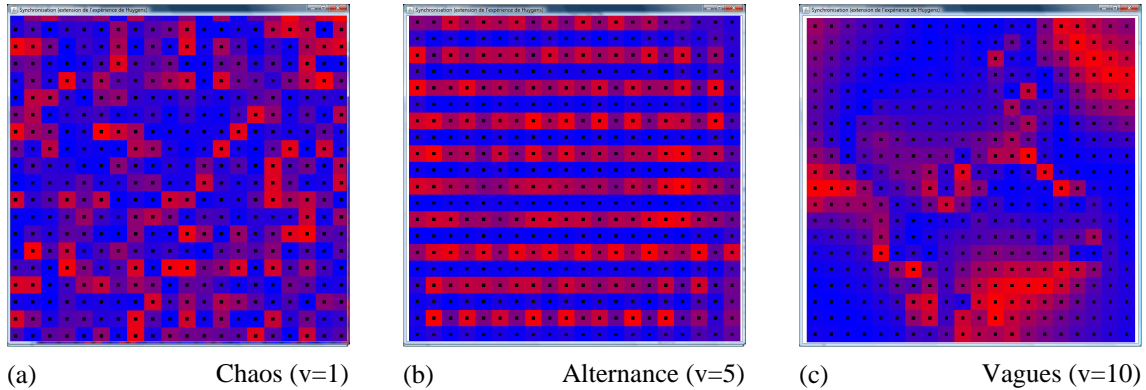 Synchronisation (extension de l'expérience de Huygens)
Synchronisation (extension de l'expérience de Huygens)
Synchronisation (extension de l'expérience de Huygens)
(a) Chaos (v=1)
(b) Alternance (v=5)
(c) Vagues (v=10)